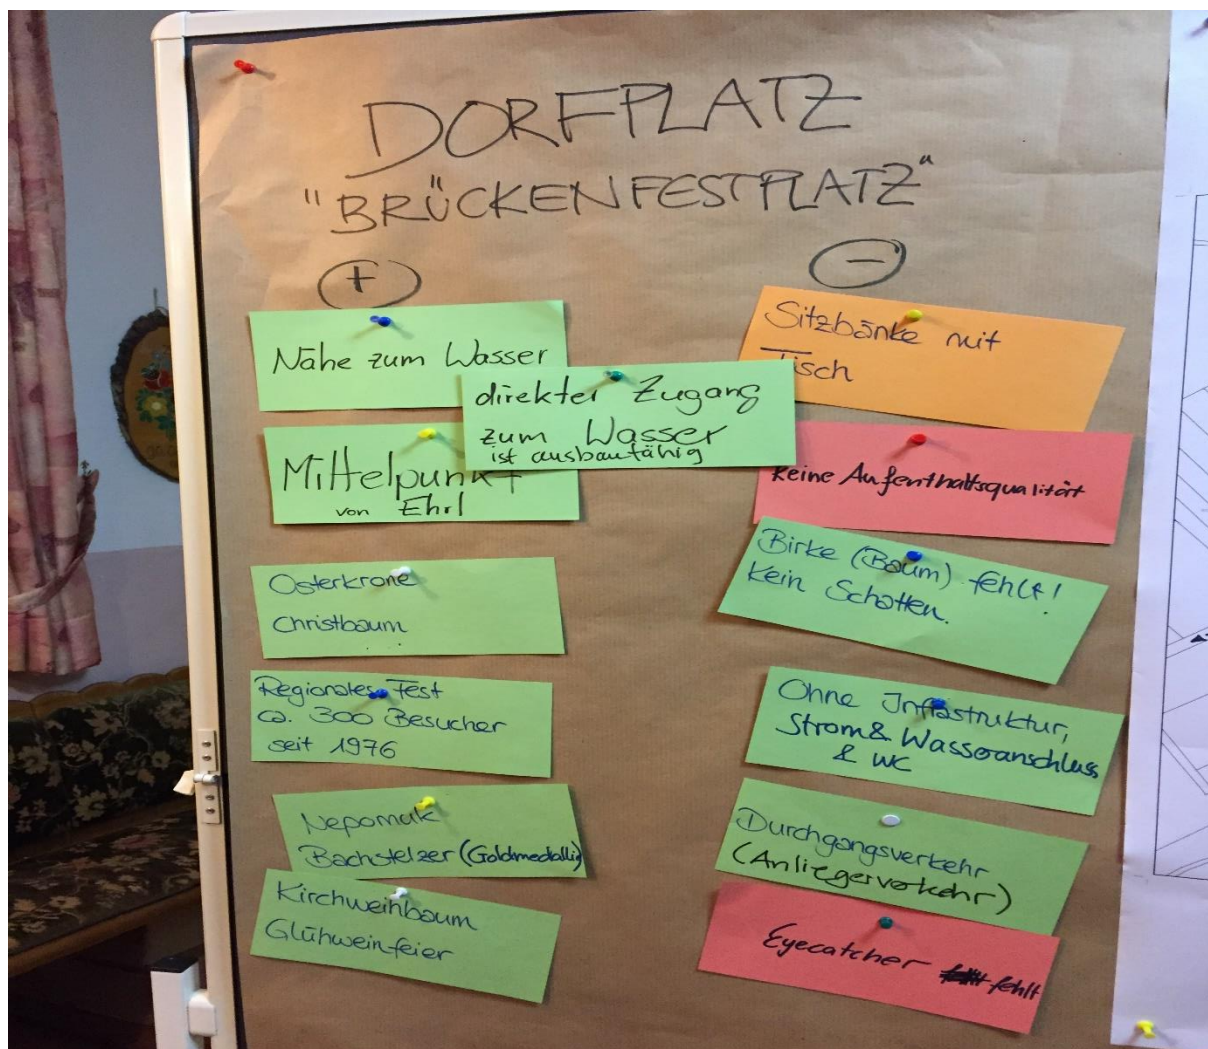 DORFPLATZ
"BRÜCKENFESTPLATZ"
+
-
Nähe zum Wasser
direkter Zugang
zum Wasser
ist ausbaufähig
Mittelpunkt
von Ehrl
Osterkrone
Christbaum
Regionales Fest
ca. 300 Besucher
seit 1976
Nepomuk
Bachstelzer (Goldmedallie)
Kirchweihbaum
Glühweinfeier
Sitzbänke mit
Tisch
keine Aufenthaltsqualität
Birke (Baum) fehlt!
Kein Schatten.
Ohne Infrastruktur,
Strom & Wasseranschluss
& WC
Durchgangsverkehr
(Anliegerverkehr)
Eyecatcher fehlt